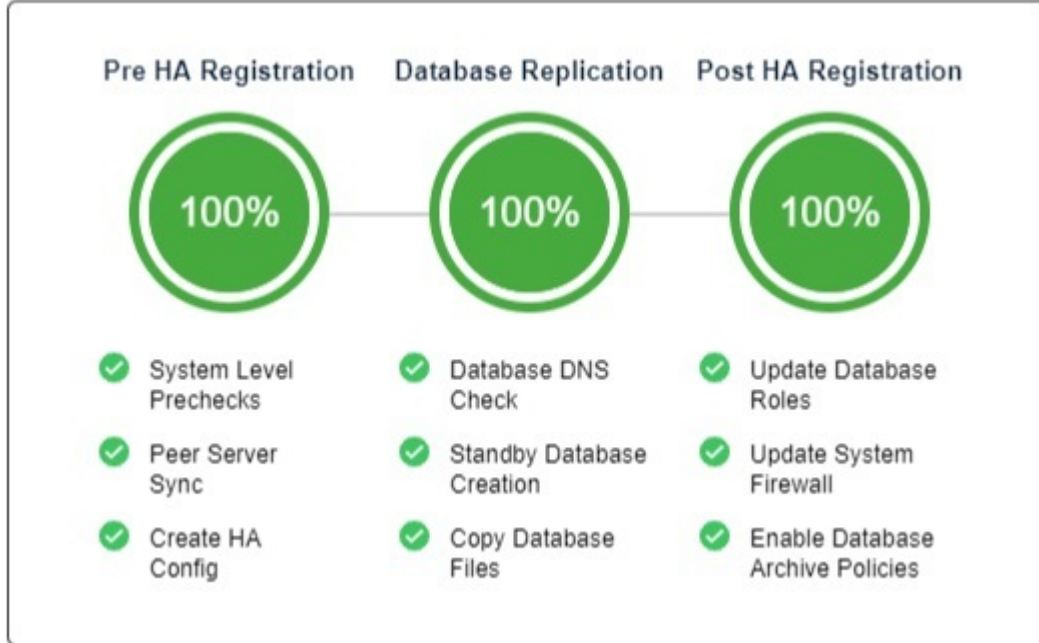 Pre HA Registration
Database Replication
Post HA Registration
100%
100%
100%
System Level
Prechecks
Peer Server
Sync
Create HA
Config
Database DNS
Check
Standby Database
Creation
Copy Database
Files
Update Database
Roles
Update System
Firewall
Enable Database
Archive Policies